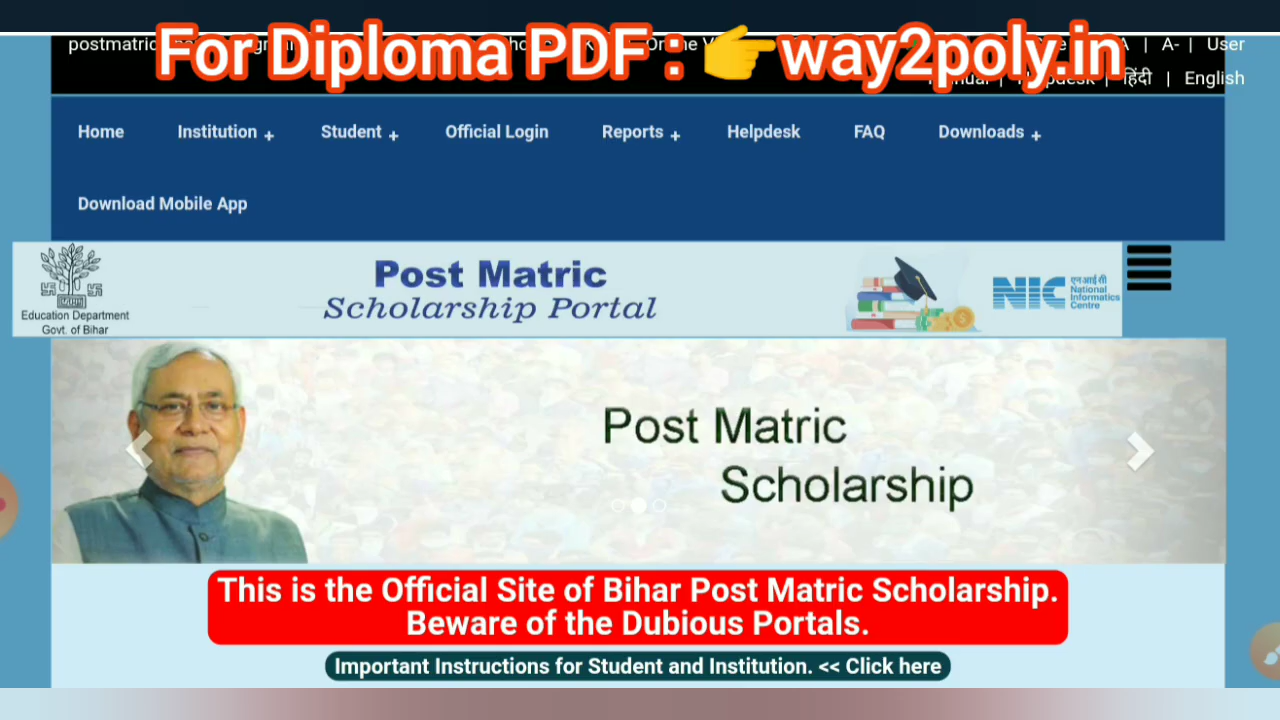 For Diploma PDF : 👉way2poly.in
A | A- | User
| हिंदी | English
Home Institution + Student + Official Login Reports + Helpdesk FAQ Downloads +
Download Mobile App
Education Department
Govt. of Bihar
Post Matric
Scholarship Portal
NIC
एनआईसी
National
Informatics
Centre
Post Matric
Scholarship
This is the Official Site of Bihar Post Matric Scholarship.
Beware of the Dubious Portals.
Important Instructions for Student and Institution. << Click here